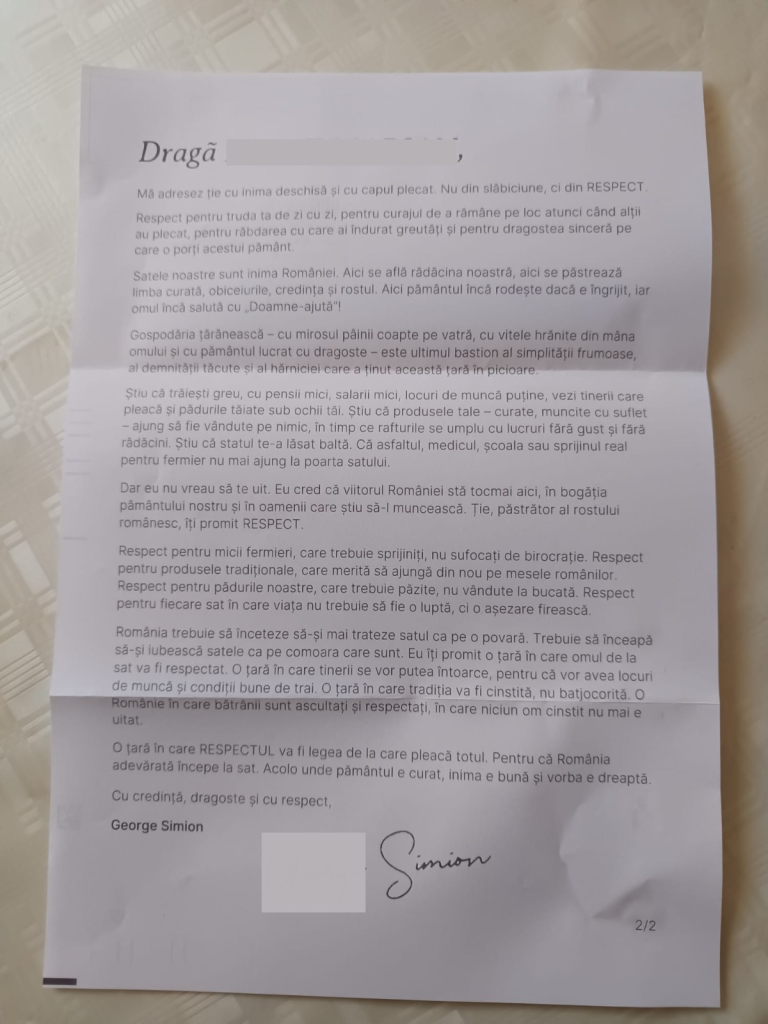 Dragă ,
Mă adresez ție cu inima deschisă și cu capul plecat. Nu din slăbiciune, ci din RESPECT.
Respect pentru truda ta de zi cu zi, pentru curajul de a rămâne pe loc atunci când alții
au plecat, pentru răbdarea cu care ai îndurat greutăți și pentru dragostea sinceră pe
care o porți acestui pământ.
Satele noastre sunt inima României. Aici se află rădăcina noastră, aici se păstrează
limba curată, obiceiurile, credința și rostul. Aici pământul încă rodește dacă e îngrijit, iar
omul încă salută cu „Doamne-ajută”!
Gospodăria țărănească – cu mirosul pâinii coapte pe vatră, cu vitele hrănite din mâna
omului și cu pământul lucrat cu dragoste – este ultimul bastion al simplității frumoase,
al demnității tăcute și al hărniciei care a ținut această țară în picioare.
Știu că trăiești greu, cu pensii mici, salarii mici, locuri de muncă puține, vezi tinerii care
pleacă și pădurile tăiate sub ochii tăi. Știu că produsele tale – curate, muncite cu suflet
– ajung să fie vândute pe nimic, în timp ce rafturile se umplu cu lucruri fără gust și fără
rădăcini. Știu că statul te-a lăsat baltă. Că asfaltul, medicul, școala sau sprijinul real
pentru fermier nu mai ajung la poarta satului.
Dar eu nu vreau să te uit. Eu cred că viitorul României stă tocmai aici, în bogăția
pământului nostru și în oamenii care știu să-l muncească. Ție, păstrător al rostului
românesc, îți promit RESPECT.
Respect pentru micii fermieri, care trebuie sprijiniți, nu sufocați de birocrație. Respect
pentru produsele tradiționale, care merită să ajungă din nou pe mesele românilor.
Respect pentru pădurile noastre, care trebuie păzite, nu vândute la bucată. Respect
pentru fiecare sat în care viața nu trebuie să fie o luptă, ci o așezare firească.
România trebuie să înceteze să-și mai trateze satul ca pe o povară. Trebuie să înceapă
să-și iubească satele ca pe comoara care sunt. Eu îți promit o țară în care omul de la
sat va fi respectat. O țară în care tinerii se vor putea întoarce, pentru că vor avea locuri
de muncă și condiții bune de trai. O țară în care tradiția va fi cinstită, nu batjocorită. O
Românie în care bătrânii sunt ascultați și respectați, în care niciun om cinstit nu mai e
uitat.
O țară în care RESPECTUL va fi legea de la care pleacă totul. Pentru că România
adevărată începe la sat. Acolo unde pământul e curat, inima e bună și vorba e dreaptă.
Cu credință, dragoste și cu respect,
George Simion
Simion
2/2